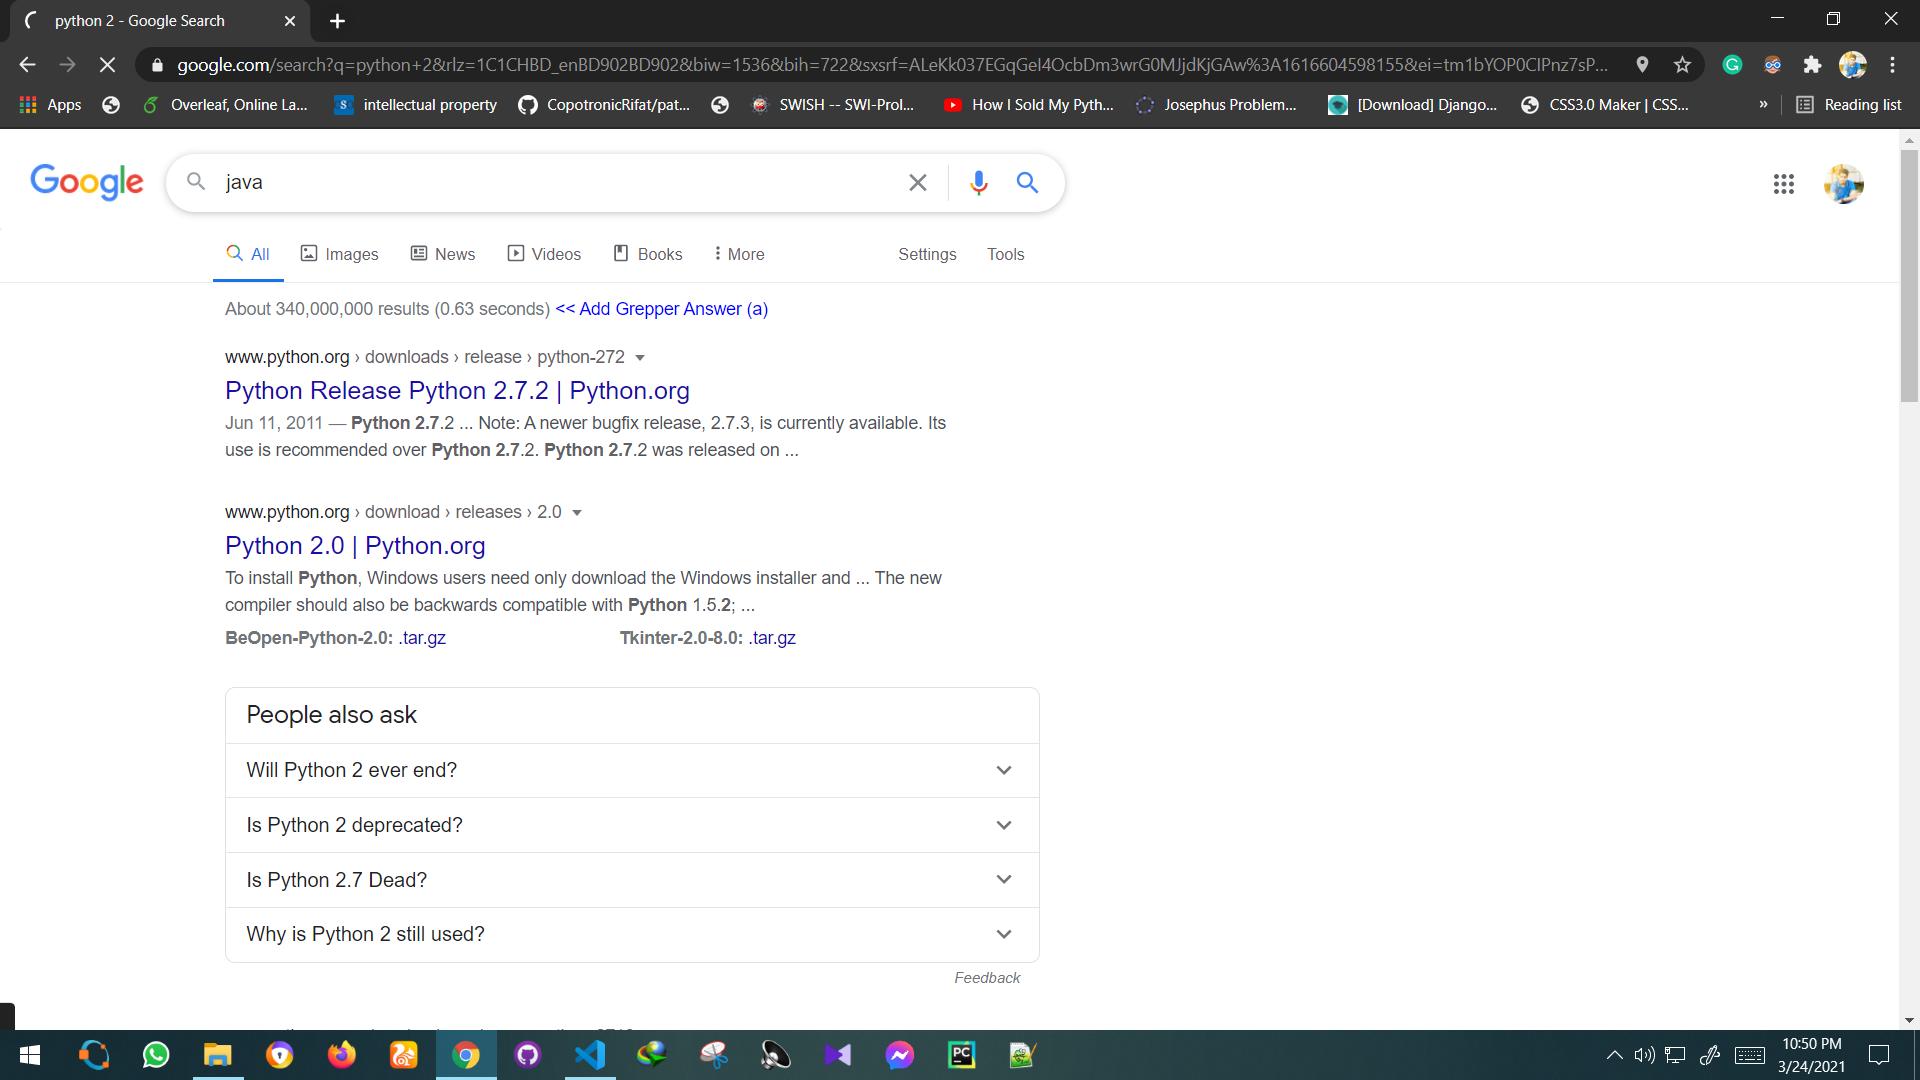 python 2 - Google Search
google.com/search?q=python+2&rlz=1C1CHBD_enBD902BD902&biw=1536&bih=722&sxsrf=ALeKk037EGqGeI4OcbDm3wrG0MJjdKjGAw%3A1616604598155&ei=tm1bYOP0CIPnz7sP...
Apps Overleaf, Online La... intellectual property CopotronicRifat/pat... SWISH -- SWI-Prol... How I Sold My Pyth... Josephus Problem... [Download] Django... CSS3.0 Maker | CSS... » Reading list
Google java
All Images News Videos Books More Settings Tools
About 340,000,000 results (0.63 seconds) << Add Grepper Answer (a)
www.python.org › downloads › release › python-272
Python Release Python 2.7.2 | Python.org
Jun 11, 2011 — Python 2.7.2 ... Note: A newer bugfix release, 2.7.3, is currently available. Its
use is recommended over Python 2.7.2. Python 2.7.2 was released on ...
www.python.org › download › releases › 2.0
Python 2.0 | Python.org
To install Python, Windows users need only download the Windows installer and ... The new
compiler should also be backwards compatible with Python 1.5.2; ...
BeOpen-Python-2.0: .tar.gz Tkinter-2.0-8.0: .tar.gz
People also ask
Will Python 2 ever end?
Is Python 2 deprecated?
Is Python 2.7 Dead?
Why is Python 2 still used?
Feedback
PC
10:50 PM
3/24/2021